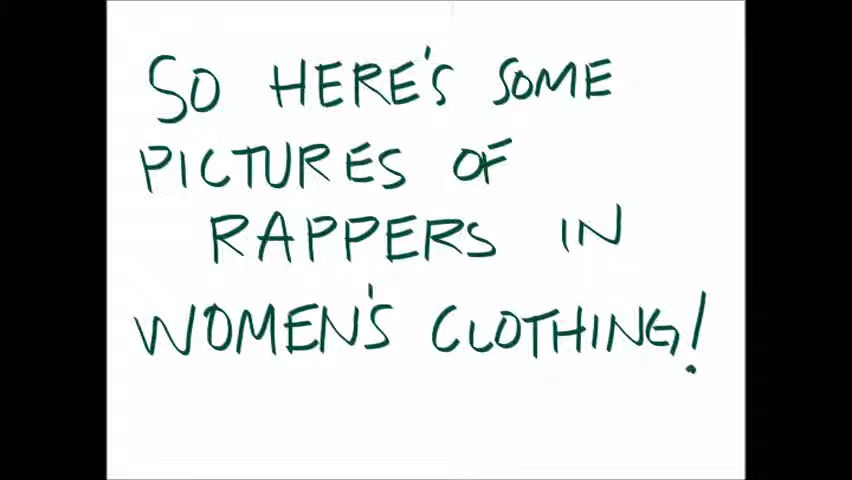 SO HERE'S SOME
PICTURES OF
RAPPERS IN
WOMEN'S CLOTHING!